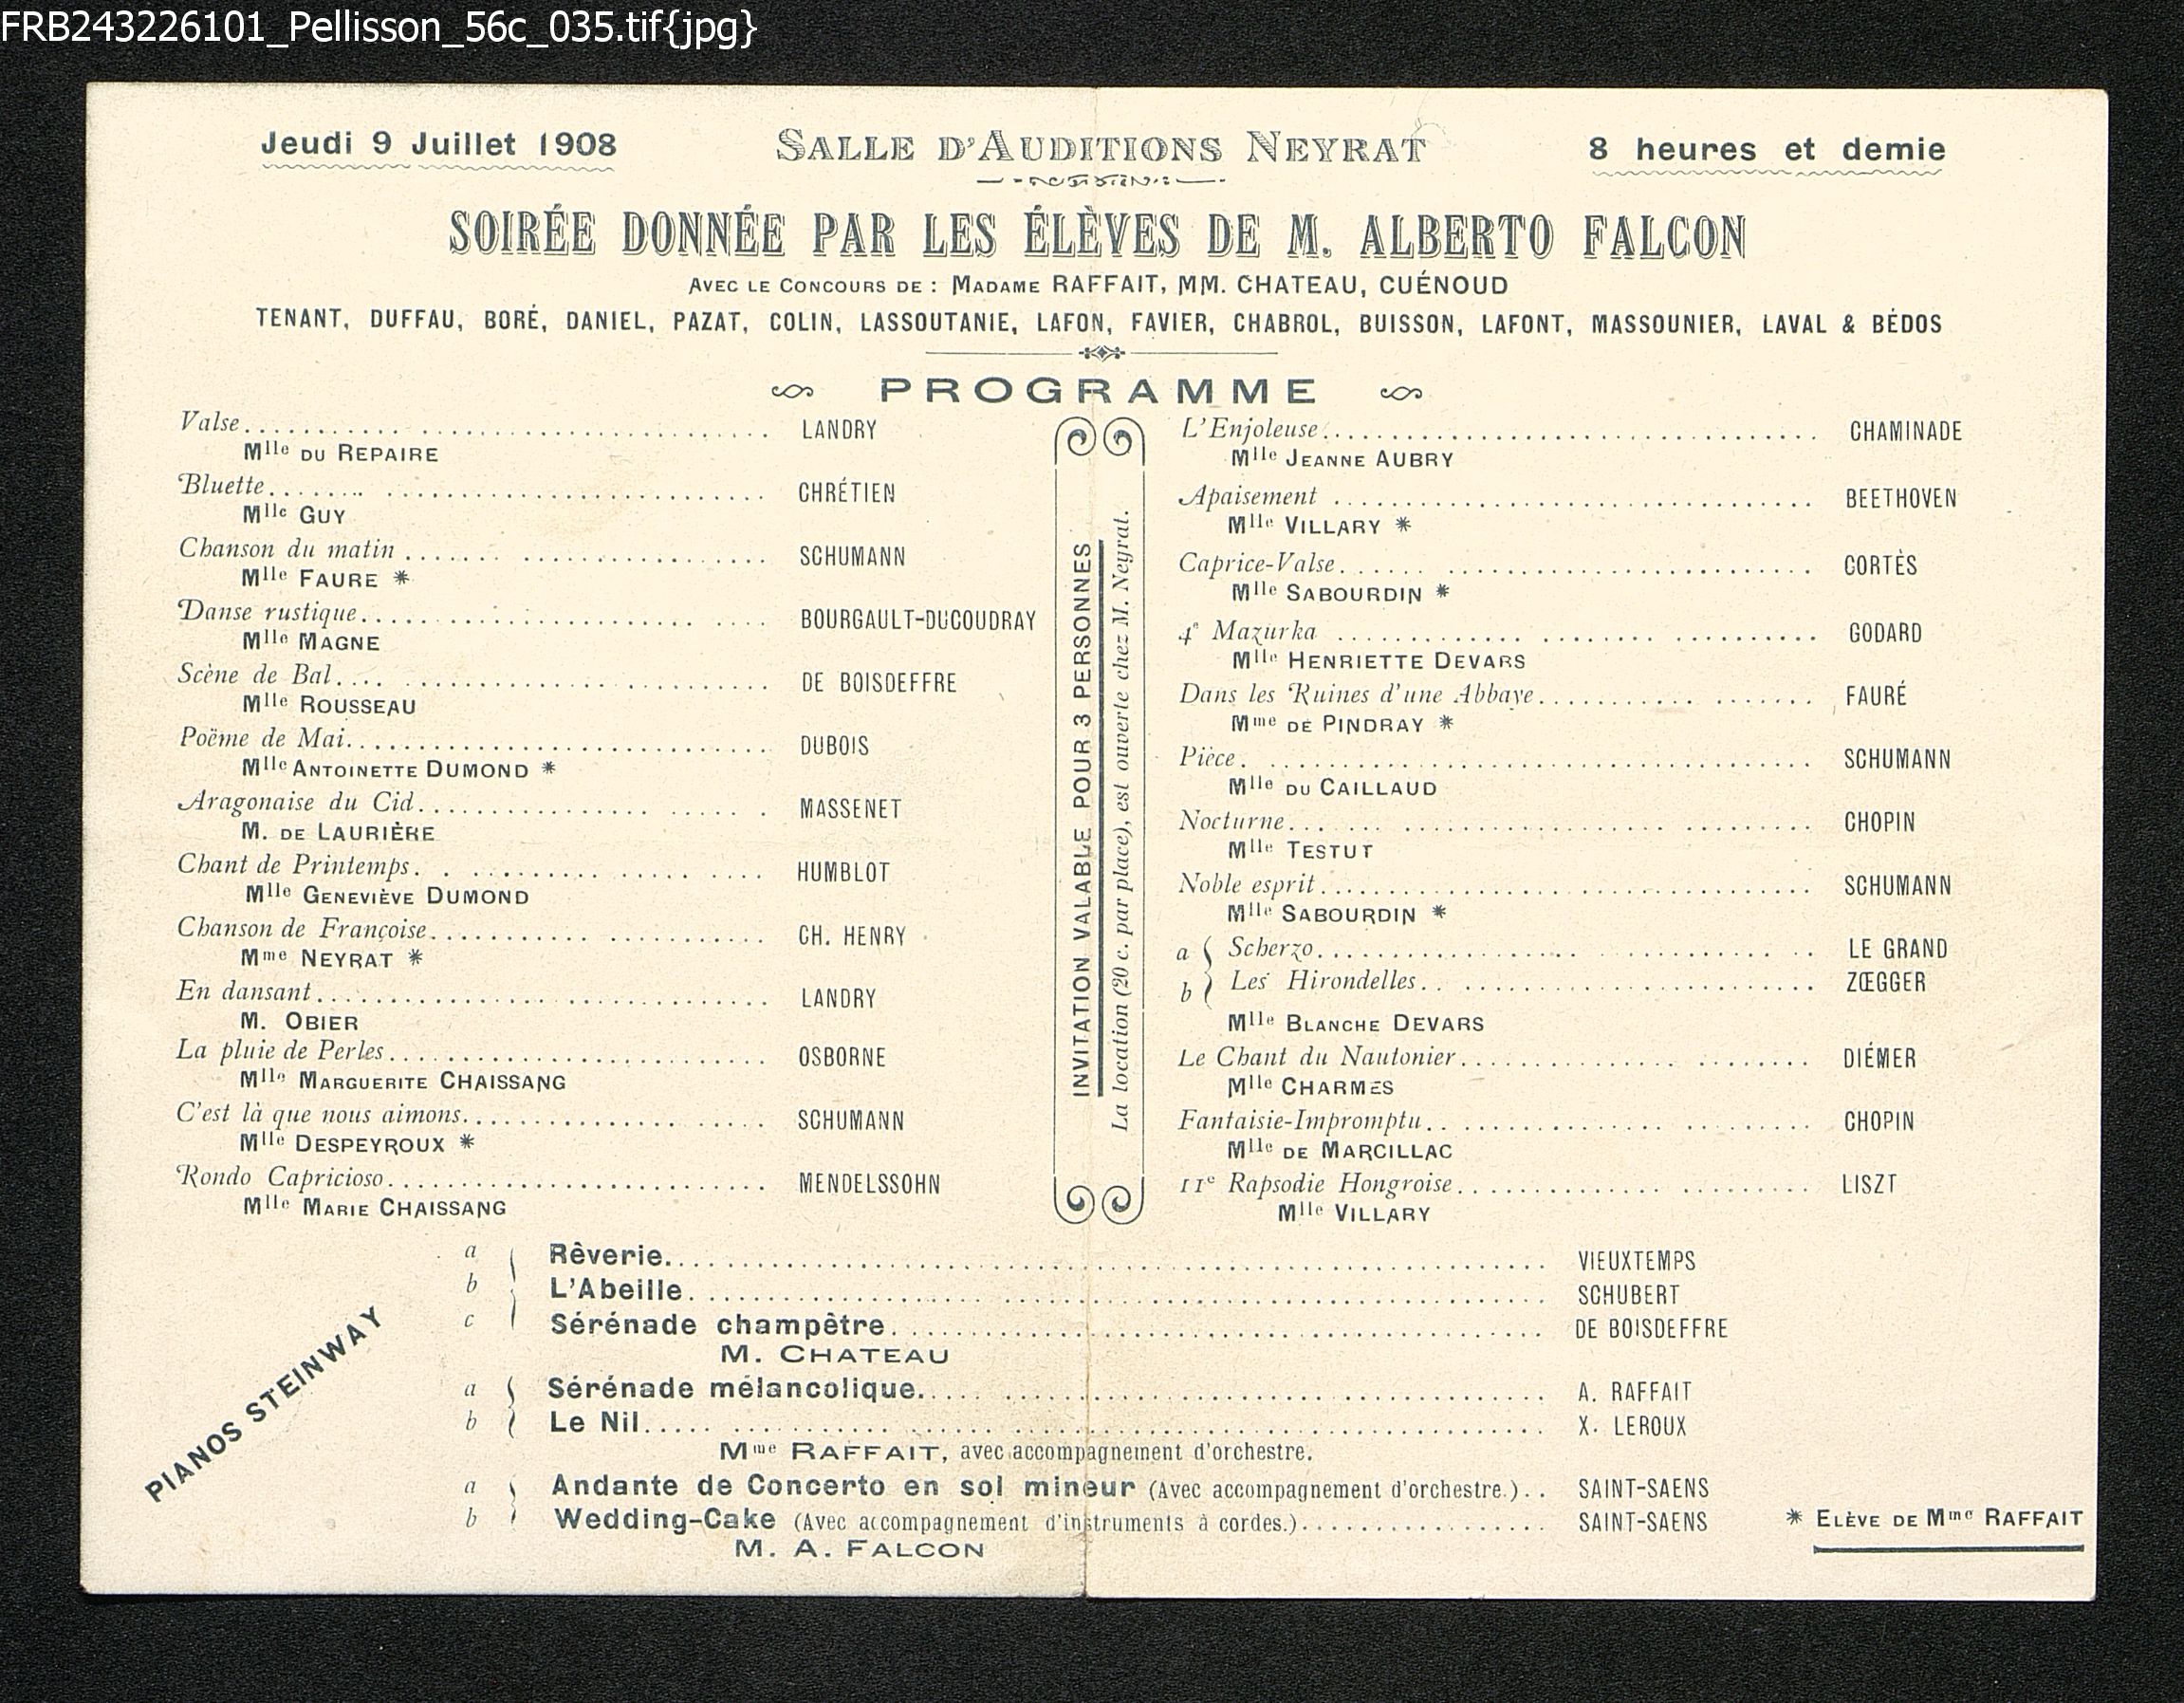 FRB243226101_Pellisson_56c_035.tif{jpg}
Jeudi 9 Juillet 1908
SALLE D'AUDITIONS NEYRAT
8 heures et demie
SOIRÉE DONNÉE PAR LES ÉLÈVES DE M. ALBERTO FALCON
AVEC LE CONCOURS DE : MADAME RAFFAIT, MM. CHATEAU, CUÉNOUD
TENANT, DUFFAU, BORÉ, DANIEL, PAZAT, COLIN, LASSOUTANIE, LAFON, FAVIER, CHABROL, BUISSON, LAFONT, MASSOUNIER, LAVAL & BÉDOS
PROGRAMME
Valse LANDRY
Mlle DU REPAIRE
Bluette CHRÉTIEN
Mlle GUY
Chanson du matin SCHUMANN
Mlle FAURE *
Danse rustique BOURGAULT-DUCOUDRAY
Mlle MAGNE
Scène de Bal DE BOISDEFFRE
Mlle ROUSSEAU
Poëme de Mai DUBOIS
Mlle ANTOINETTE DUMOND *
Aragonaise du Cid MASSENET
M. DE LAURIÈRE
Chant de Printemps HUMBLOT
Mlle GENEVIÈVE DUMOND
Chanson de Françoise CH. HENRY
Mme NEYRAT *
En dansant LANDRY
M. OBIER
La pluie de Perles OSBORNE
Mlle MARGUERITE CHAISSANG
C'est là que nous aimons SCHUMANN
Mlle DESPEYROUX *
Rondo Capricioso MENDELSSOHN
Mlle MARIE CHAISSANG
INVITATION VALABLE POUR 3 PERSONNES
La location (20 c. par place), est ouverte chez M. Neyrat.
L'Enjoleuse CHAMINADE
Mlle JEANNE AUBRY
Apaisement BEETHOVEN
Mlle VILLARY *
Caprice-Valse CORTÈS
Mlle SABOURDIN *
4e Mazurka GODARD
Mlle HENRIETTE DEVARS
Dans les Ruines d'une Abbaye FAURÉ
Mme DE PINDRAY *
Pièce SCHUMANN
Mlle DU CAILLAUD
Nocturne CHOPIN
Mlle TESTUT
Noble esprit SCHUMANN
Mlle SABOURDIN *
a Scherzo LE GRAND
b Les Hirondelles ZŒGGER
Mlle BLANCHE DEVARS
Le Chant du Nautonier DIÉMER
Mlle CHARMES
Fantaisie-Impromptu CHOPIN
Mlle DE MARCILLAC
11e Rapsodie Hongroise LISZT
Mlle VILLARY
a Rêverie VIEUXTEMPS
b L'Abeille SCHUBERT
c Sérénade champêtre DE BOISDEFFRE
M. CHATEAU
a Sérénade mélancolique A. RAFFAIT
b Le Nil X. LEROUX
Mme RAFFAIT, avec accompagnement d'orchestre.
a Andante de Concerto en sol mineur (Avec accompagnement d'orchestre.) SAINT-SAENS
b Wedding-Cake (Avec accompagnement d'instruments à cordes.) SAINT-SAENS
M. A. FALCON
PIANOS STEINWAY
* ELÈVE DE Mme RAFFAIT